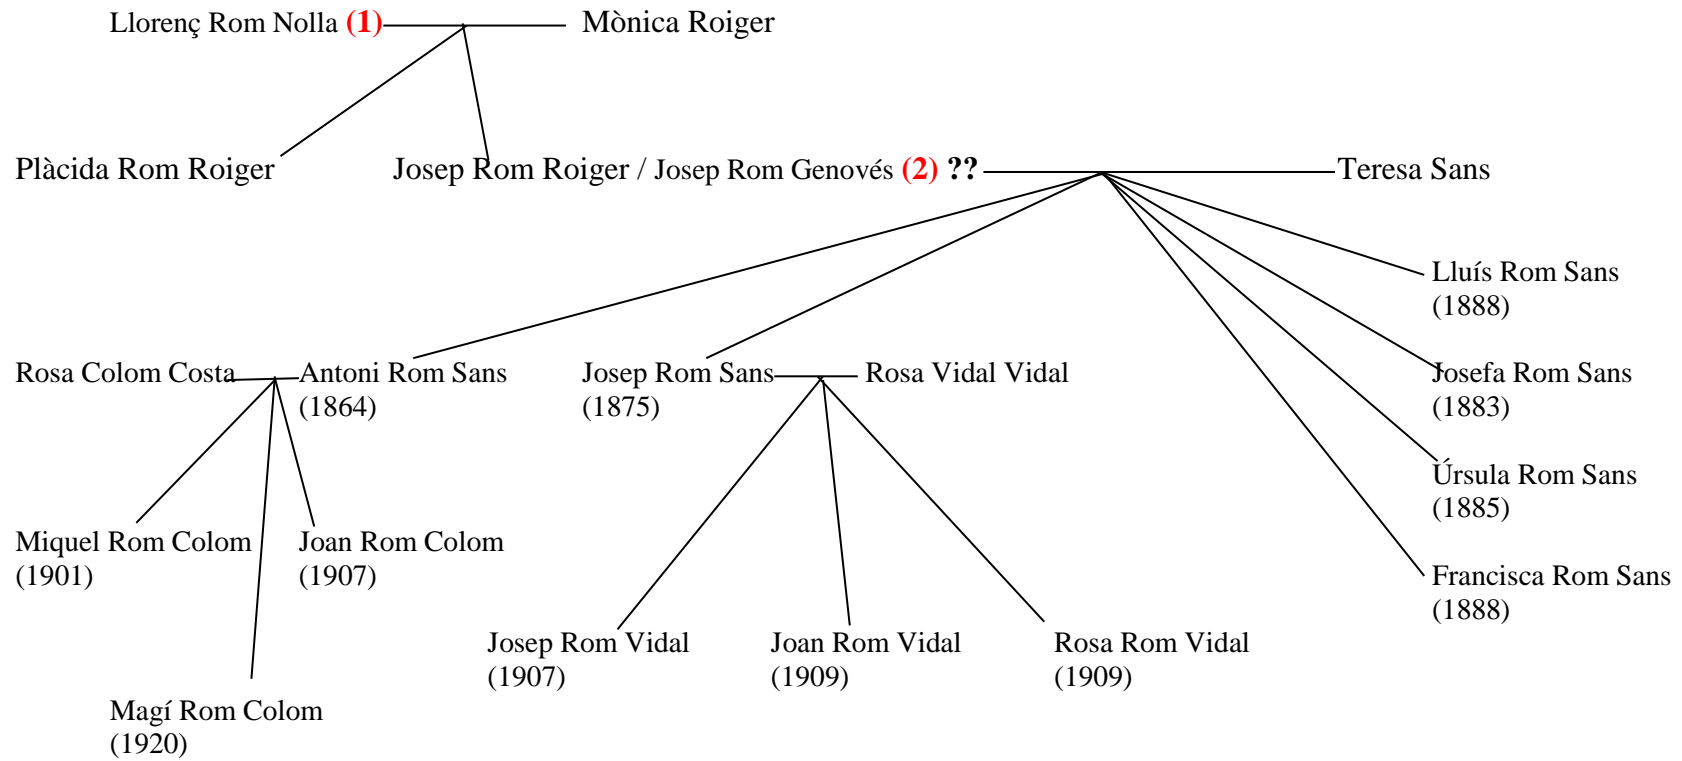 Llorenç Rom Nolla (1) Mònica Roiger
Plàcida Rom Roiger Josep Rom Roiger / Josep Rom Genovés (2) ?? Teresa Sans
Lluís Rom Sans
(1888)
Rosa Colom Costa Antoni Rom Sans Josep Rom Sans Rosa Vidal Vidal Josefa Rom Sans
(1864) (1875) (1883)
Úrsula Rom Sans
(1885)
Miquel Rom Colom Joan Rom Colom
(1901) (1907)
Francisca Rom Sans
(1888)
Josep Rom Vidal Joan Rom Vidal Rosa Rom Vidal
(1907) (1909) (1909)
Magí Rom Colom
(1920)